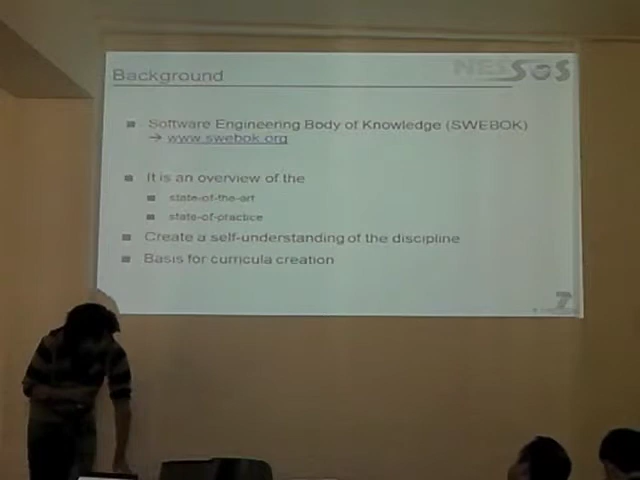 Background
NESSOS
Software Engineering Body of Knowledge (SWEBOK)
→ www.swebok.org
It is an overview of the
state-of-the-art
state-of-practice
Create a self-understanding of the discipline
Basis for curricula creation